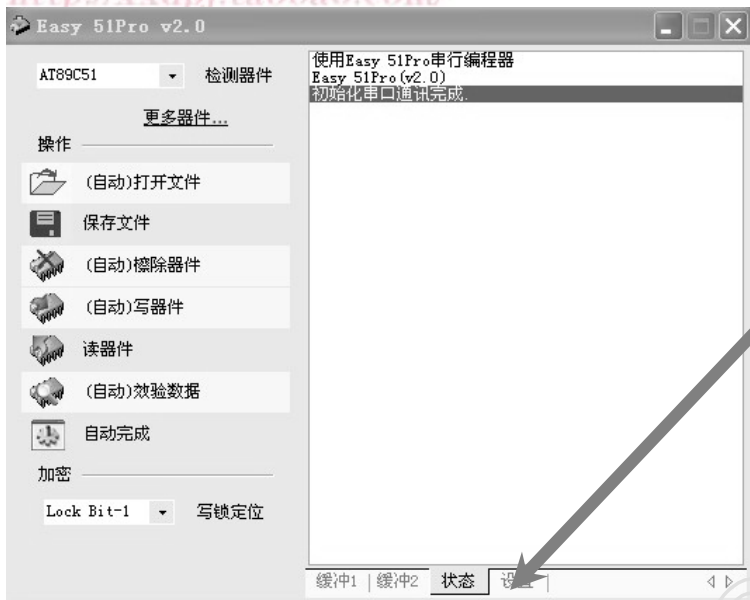 Easy 51Pro v2.0
AT89C51 检测器件
更多器件...
操作
(自动)打开文件
保存文件
(自动)檫除器件
(自动)写器件
读器件
(自动)效验数据
自动完成
加密
Lock Bit-1 写锁定位
使用Easy 51Pro串行编程器
Easy 51Pro(v2.0)
初始化串口通讯完成.
缓冲1 | 缓冲2 状态